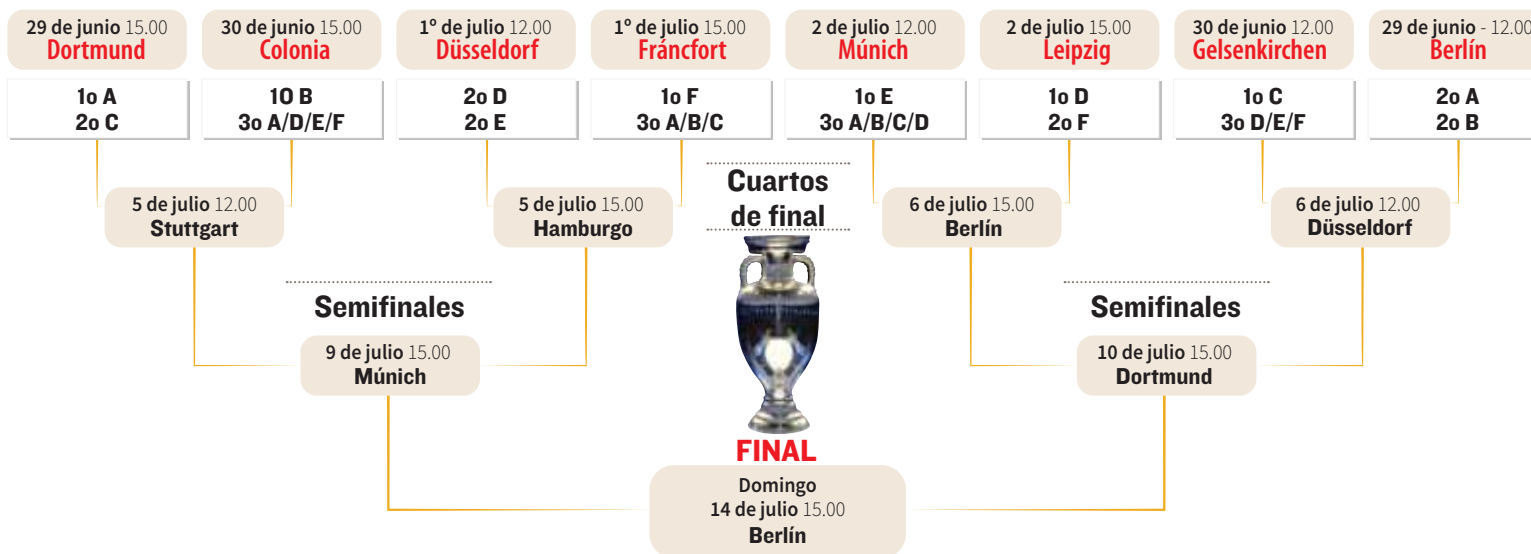 29 de junio 15.00
Dortmund
1o A
2o C
30 de junio 15.00
Colonia
1O B
3o A/D/E/F
1º de julio 12.00
Düsseldorf
2o D
2o E
1º de julio 15.00
Fráncfort
1o F
3o A/B/C
2 de julio 12.00
Múnich
1o E
3o A/B/C/D
2 de julio 15.00
Leipzig
1o D
2o F
30 de junio 12.00
Gelsenkirchen
1o C
3o D/E/F
29 de junio - 12.00
Berlín
2o A
2o B
Cuartos
de final
5 de julio 12.00
Stuttgart
5 de julio 15.00
Hamburgo
6 de julio 15.00
Berlín
6 de julio 12.00
Düsseldorf
Semifinales
9 de julio 15.00
Múnich
Semifinales
10 de julio 15.00
Dortmund
FINAL
Domingo
14 de julio 15.00
Berlín